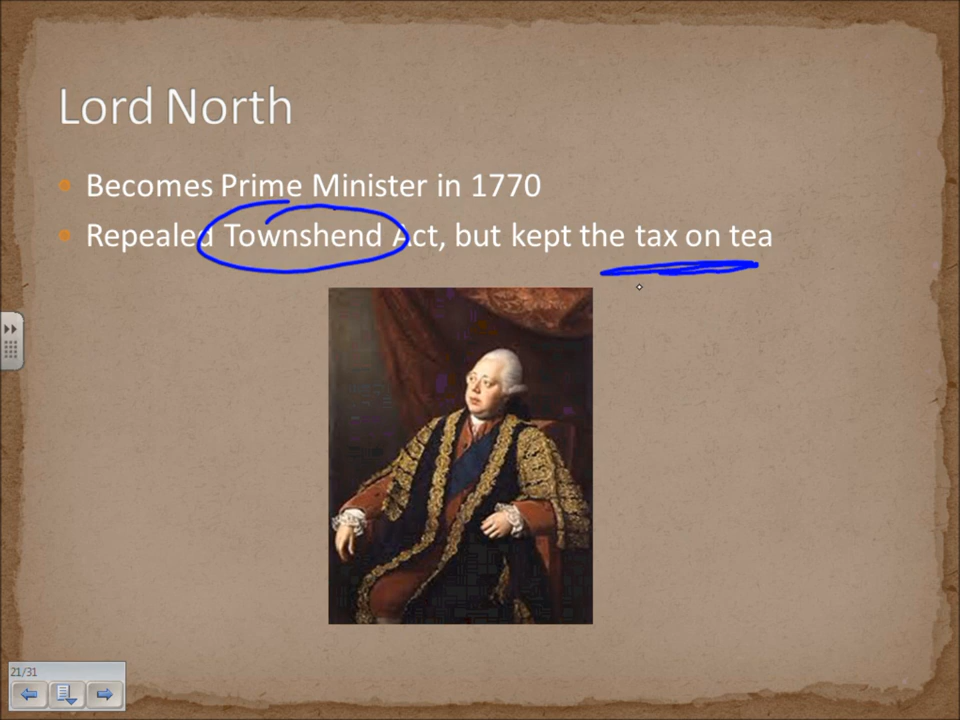 Lord North
Becomes Prime Minister in 1770
Repealed Townshend Act, but kept the tax on tea
21/31